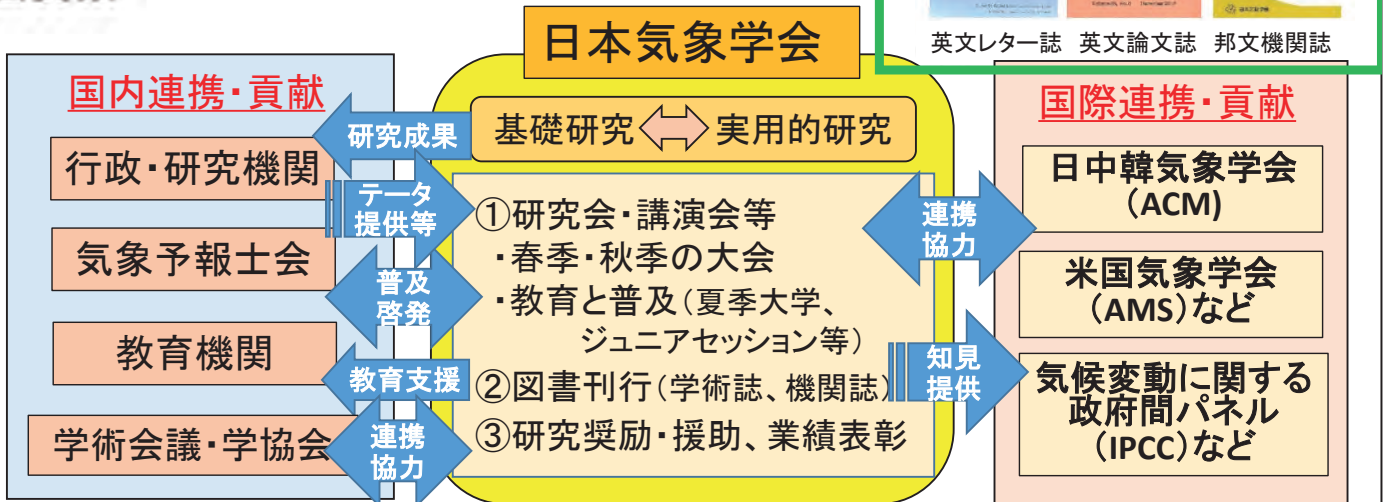 英文レター誌 英文論文誌 邦文機関誌
日本気象学会
国内連携・貢献
行政・研究機関
気象予報士会
教育機関
学術会議・学協会
研究成果
データ
提供等
普及
啓発
教育支援
連携
協力
基礎研究 実用的研究
①研究会・講演会等
・春季・秋季の大会
・教育と普及(夏季大学、
ジュニアセッション等)
②図書刊行(学術誌、機関誌)
③研究奨励・援助、業績表彰
連携
協力
知見
提供
国際連携・貢献
日中韓気象学会
(ACM)
米国気象学会
(AMS)など
気候変動に関する
政府間パネル
(IPCC)など